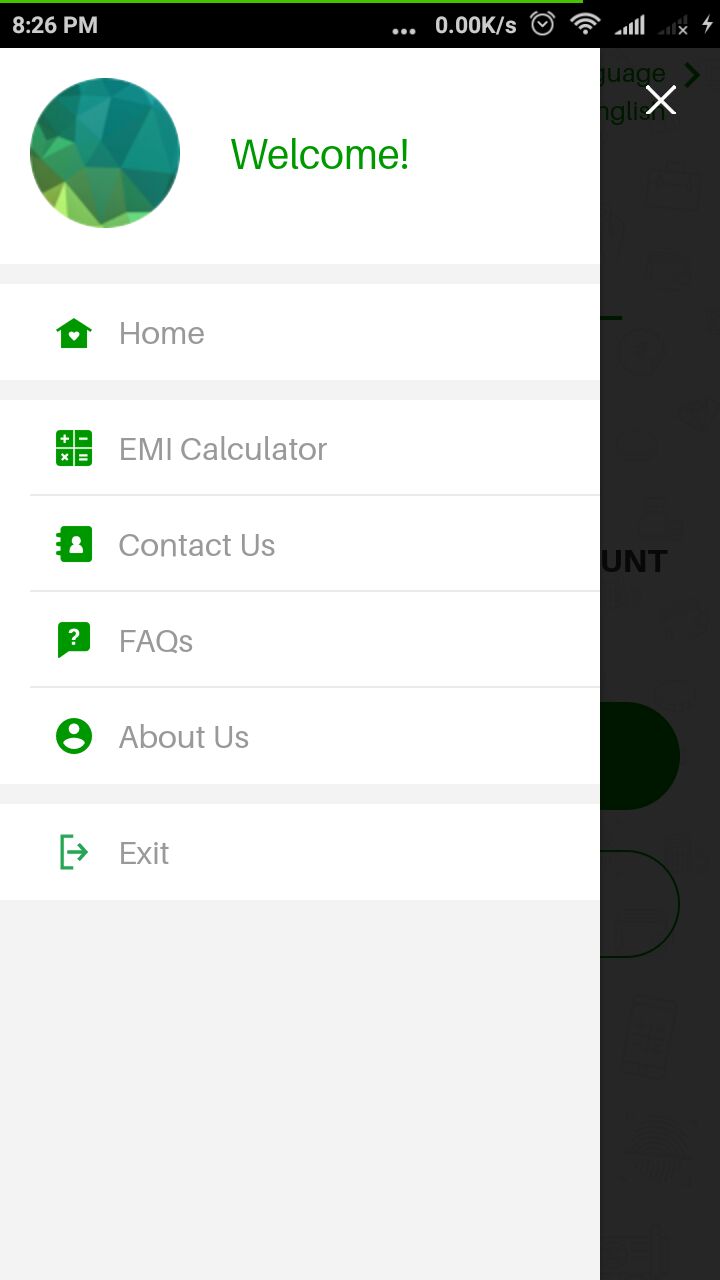 8:26 PM ... 0.00K/s
guage
nglish
Welcome!
Home
EMI Calculator
Contact Us
FAQs
About Us
Exit
UNT